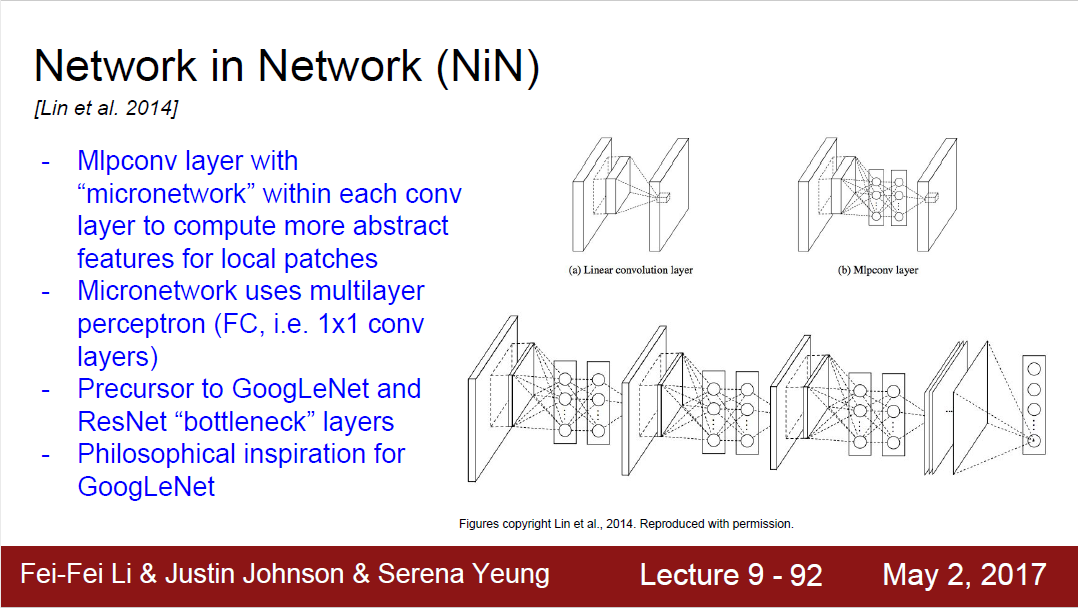 Network in Network (NiN)
[Lin et al. 2014]
- Mlpconv layer with
“micronetwork” within each conv
layer to compute more abstract
features for local patches
- Micronetwork uses multilayer
perceptron (FC, i.e. 1x1 conv
layers)
- Precursor to GoogLeNet and
ResNet “bottleneck” layers
- Philosophical inspiration for
GoogLeNet
(a) Linear convolution layer
(b) Mlpconv layer
Figures copyright Lin et al., 2014. Reproduced with permission.
Fei-Fei Li & Justin Johnson & Serena Yeung
Lecture 9 - 92
May 2, 2017